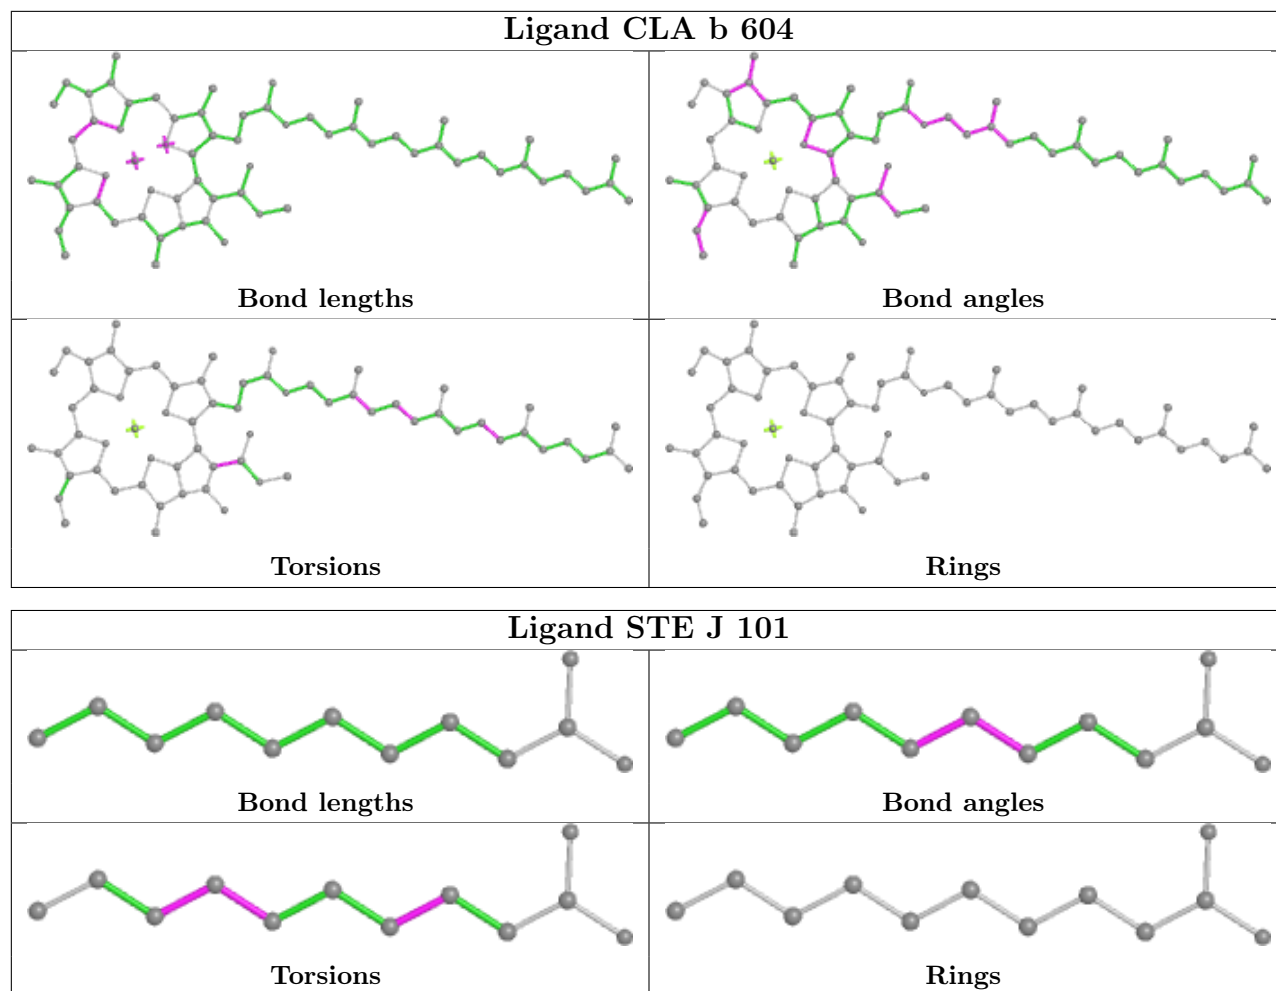 Ligand CLA b 604
Bond lengths
Bond angles
Torsions
Rings
Ligand STE J 101
Bond lengths
Bond angles
Torsions
Rings